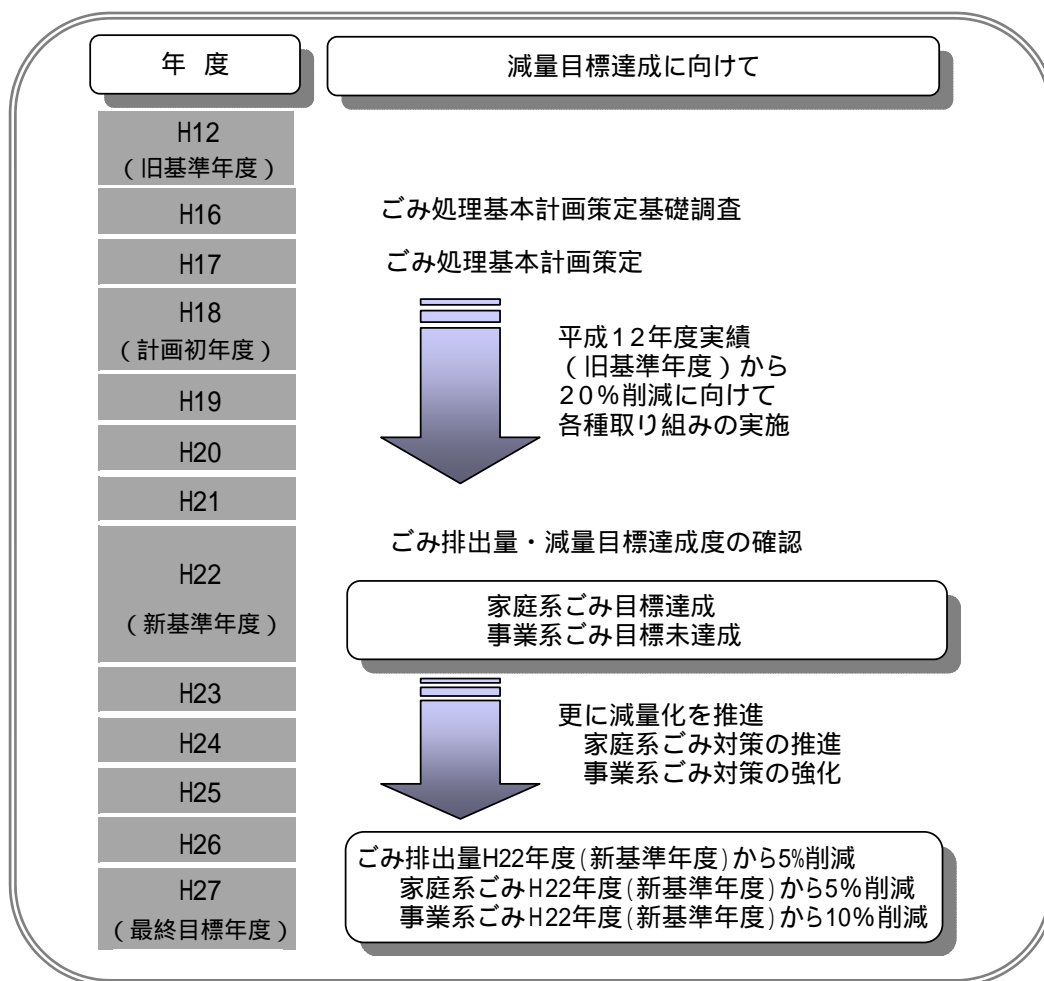 年 度
減量目標達成に向けて
H12
（旧基準年度）
H16
ごみ処理基本計画策定基礎調査
H17
ごみ処理基本計画策定
H18
（計画初年度）
平成１２年度実績
（旧基準年度）から
２０％削減に向けて
各種取り組みの実施
H19
H20
H21
ごみ排出量・減量目標達成度の確認
H22
（新基準年度）
家庭系ごみ目標達成
事業系ごみ目標未達成
H23
更に減量化を推進
家庭系ごみ対策の推進
事業系ごみ対策の強化
H24
H25
H26
ごみ排出量H22年度(新基準年度)から5%削減
家庭系ごみH22年度(新基準年度)から5%削減
事業系ごみH22年度(新基準年度)から10%削減
H27
（最終目標年度）